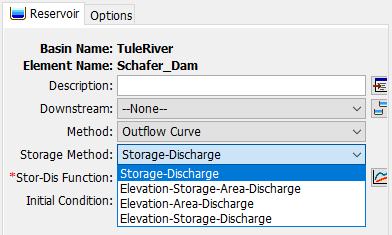 Reservoir Options
Basin Name: TuleRiver
Element Name: Schafer_Dam
Description:
Downstream: --None--
Method: Outflow Curve
Storage Method: Storage-Discharge
Storage-Discharge
*Stor-Dis Function: Elevation-Storage-Area-Discharge
Initial Condition: Elevation-Area-Discharge
Elevation-Storage-Discharge